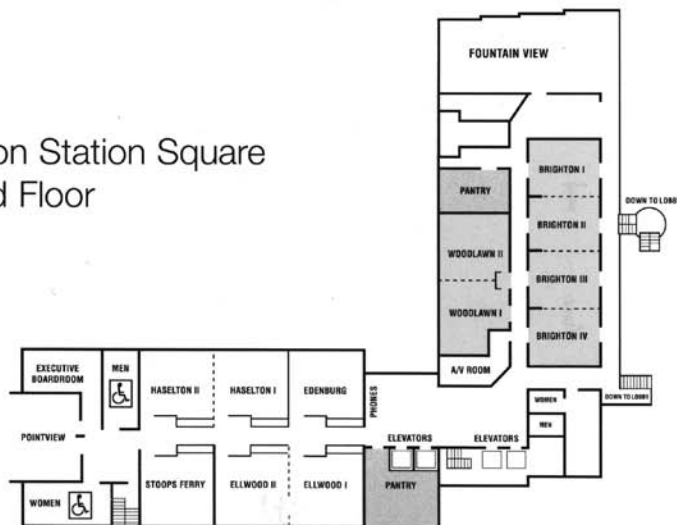 on Station Square
d Floor
FOUNTAIN VIEW
PANTRY
BRIGHTON I
BRIGHTON II
BRIGHTON III
BRIGHTON IV
WOODLAWN II
WOODLAWN I
A/V ROOM
DOWN TO LOBB
DOWN TO LOBBY
WOMEN
MEN
EXECUTIVE
BOARDROOM
MEN
HASELTON II
HASELTON I
EDENBURG
PHONES
POINTVIEW
ELEVATORS
ELEVATORS
WOMEN
STOOPS FERRY
ELLWOOD II
ELLWOOD I
PANTRY